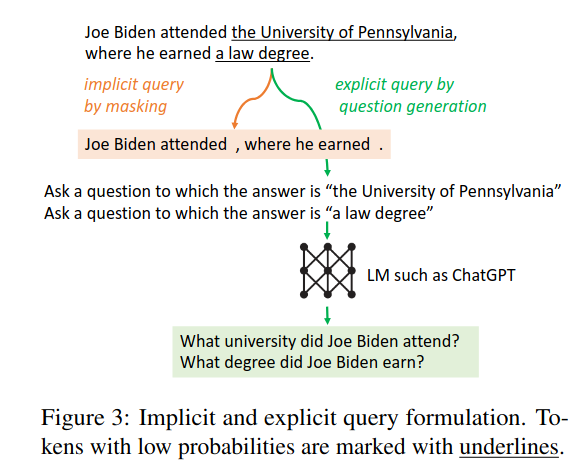 Joe Biden attended the University of Pennsylvania,
where he earned a law degree.
implicit query
by masking
explicit query by
question generation
Joe Biden attended , where he earned .
Ask a question to which the answer is “the University of Pennsylvania”
Ask a question to which the answer is “a law degree”
LM such as ChatGPT
What university did Joe Biden attend?
What degree did Joe Biden earn?
Figure 3: Implicit and explicit query formulation. To-
kens with low probabilities are marked with underlines.